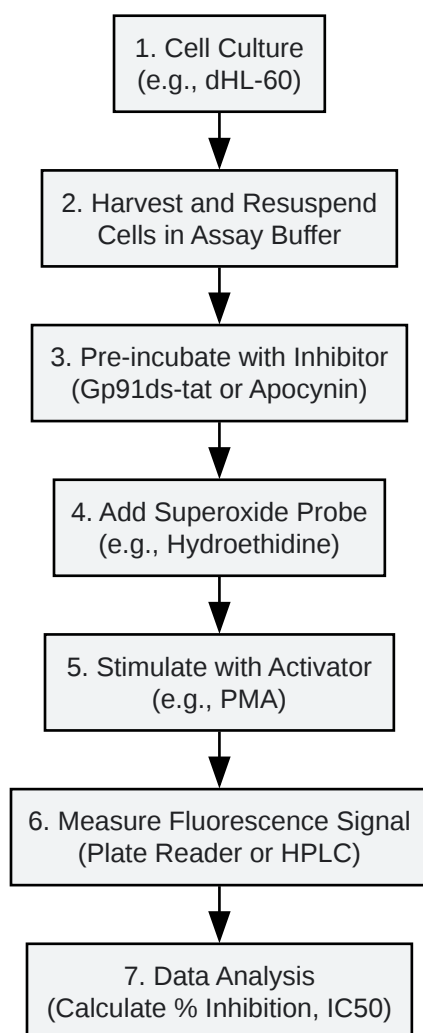 1. Cell Culture
(e.g., dHL-60)
2. Harvest and Resuspend
Cells in Assay Buffer
3. Pre-incubate with Inhibitor
(Gp91ds-tat or Apocynin)
4. Add Superoxide Probe
(e.g., Hydroethidine)
5. Stimulate with Activator
(e.g., PMA)
6. Measure Fluorescence Signal
(Plate Reader or HPLC)
7. Data Analysis
(Calculate % Inhibition, IC50)